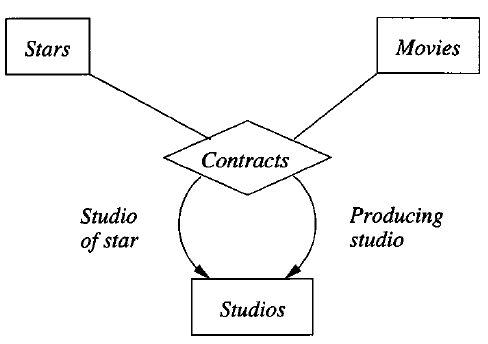 Stars
Movies
Contracts
Studio
of star
Producing
studio
Studios